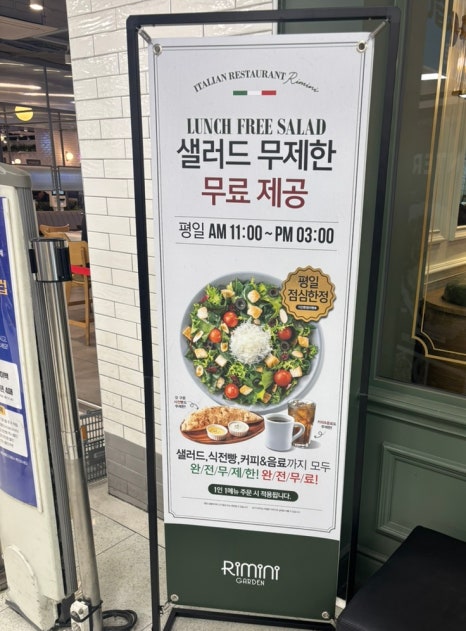 ITALIAN RESTAURANT Rimini
LUNCH FREE SALAD
샐러드 무제한
무료 제공
평일 AM 11:00 ~ PM 03:00
평일
점심한정
샐러드,식전빵,커피&음료까지 모두
완/전/무/제/한! 완/전/무/료!
1인 1메뉴 주문 시 적용됩니다.
RiMiNi
GARDEN